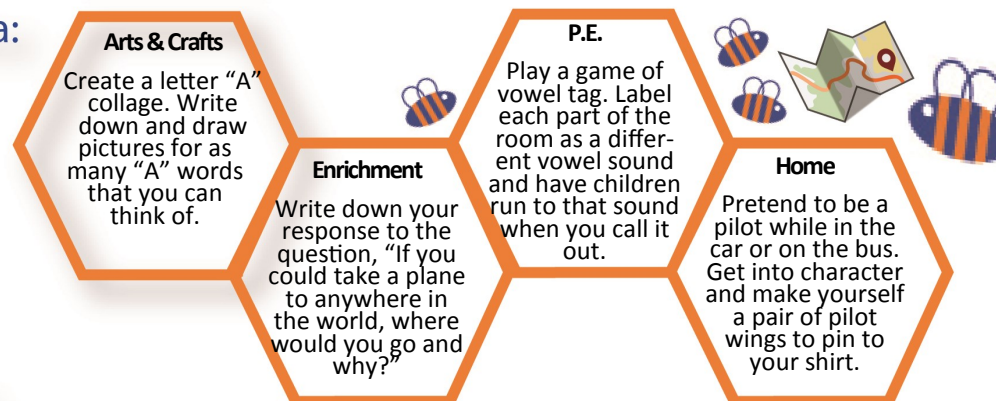 a:
Arts & Crafts
Create a letter “A”
collage. Write
down and draw
pictures for as
many “A” words
that you can
think of.
Enrichment
Write down your
response to the
question, “If you
could take a plane
to anywhere in
the world, where
would you go and
why?”
P.E.
Play a game of
vowel tag. Label
each part of the
room as a differ-
ent vowel sound
and have children
run to that sound
when you call it
out.
Home
Pretend to be a
pilot while in the
car or on the bus.
Get into character
and make yourself
a pair of pilot
wings to pin to
your shirt.